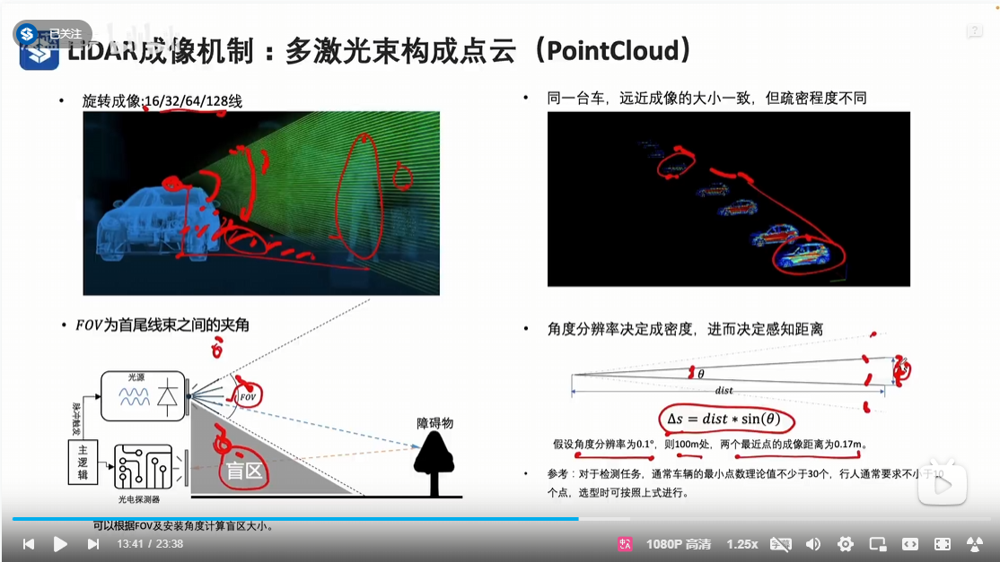 已关注
LiDAR成像机制：多激光束构成点云（PointCloud）
• 旋转成像:16/32/64/128线
• 同一台车，远近成像的大小一致，但疏密程度不同
• FOV为首尾线束之间的夹角
光源
FOV
脉冲触发
主逻辑
盲区
障碍物
光电探测器
可以根据FOV及安装角度计算盲区大小。
• 角度分辨率决定成密度，进而决定感知距离
θ
dist
Δs = dist * sin(θ)
假设角度分辨率为0.1°，则100m处，两个最近点的成像距离为0.17m。
• 参考：对于检测任务，通常车辆的最小点数理论值不少于30个，行人通常要求不小于10
个点，选型时可按照上式进行。
13:41 / 23:38
1080P 高清
1.25x